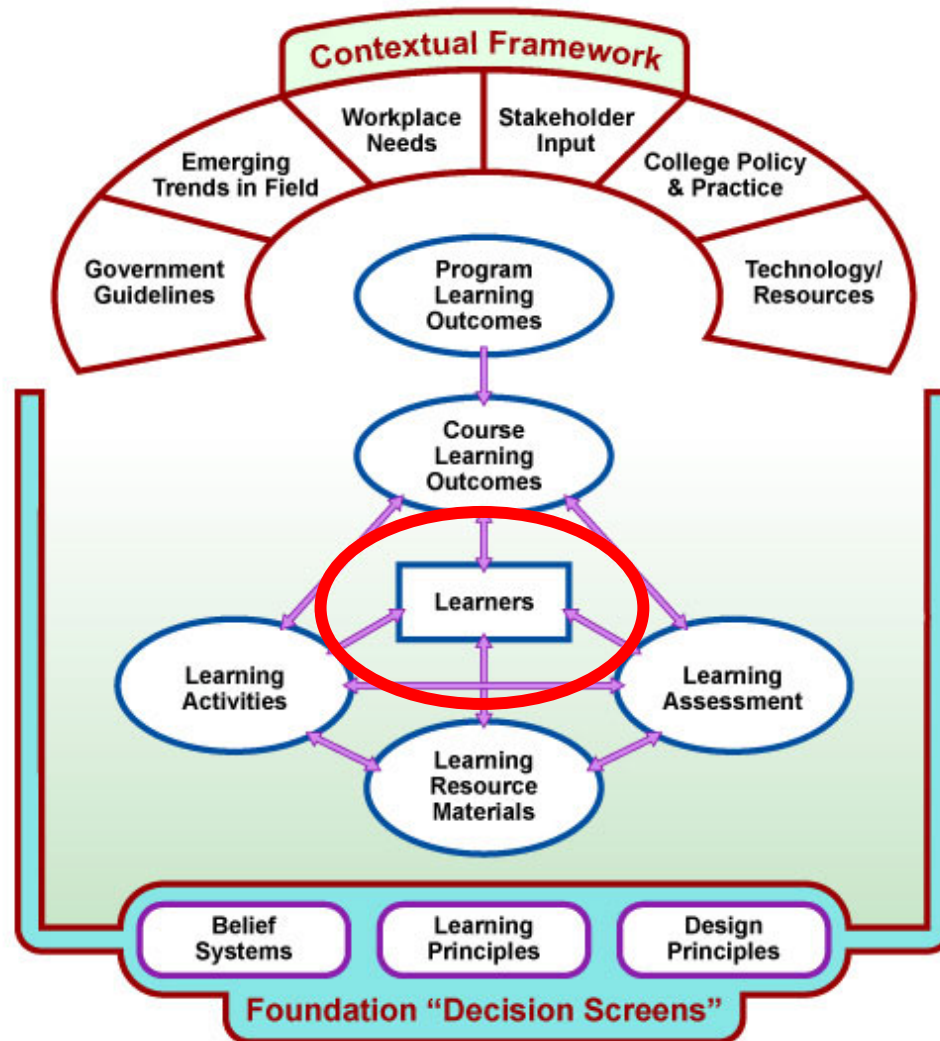 Contextual Framework
Government
Guidelines
Emerging
Trends in Field
Workplace
Needs
Stakeholder
Input
College Policy
& Practice
Technology/
Resources
Program
Learning
Outcomes
Course
Learning
Outcomes
Learners
Learning
Activities
Learning
Assessment
Learning
Resource
Materials
Belief
Systems
Learning
Principles
Design
Principles
Foundation “Decision Screens”